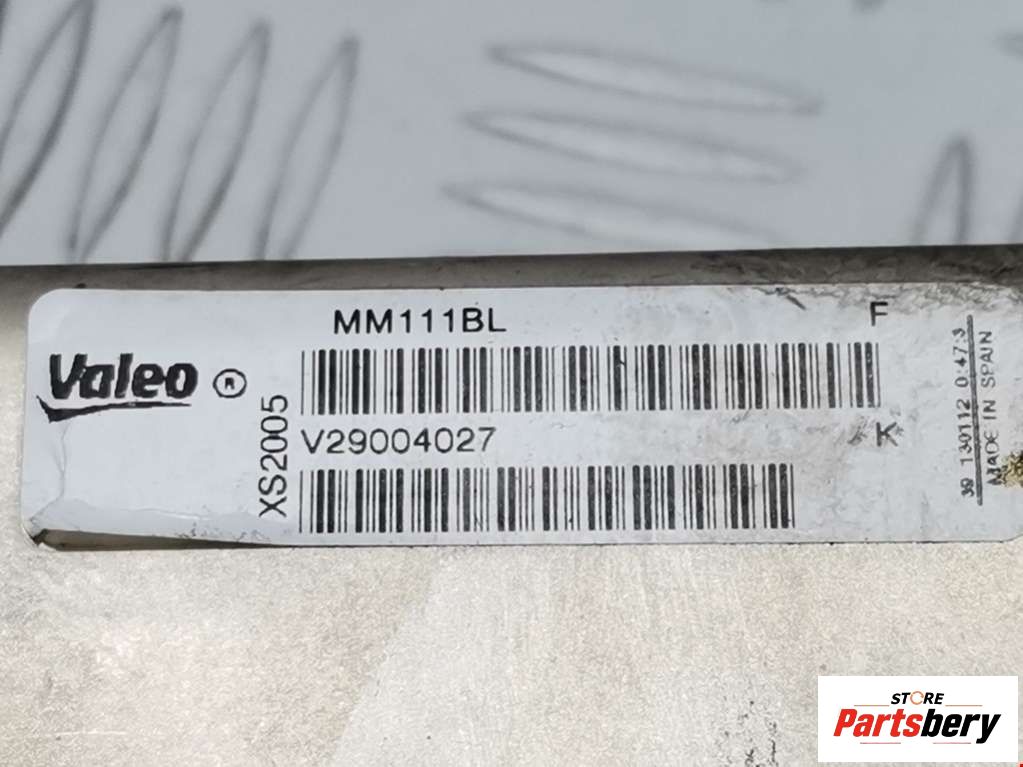 MM111BL
F
Valeo ®
XS2005
V29004027
K
39 130112 0:47:3
MADE IN SPAIN
STORE
Partsbery